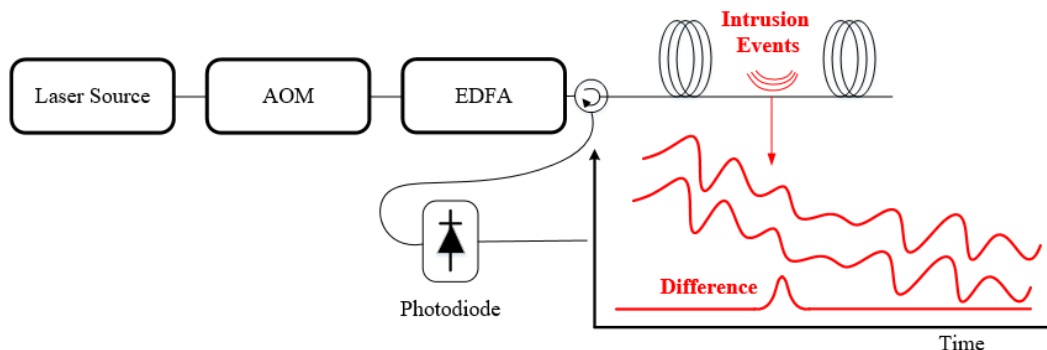 Intrusion
Events
Laser Source
AOM
EDFA
Difference
Photodiode
Time